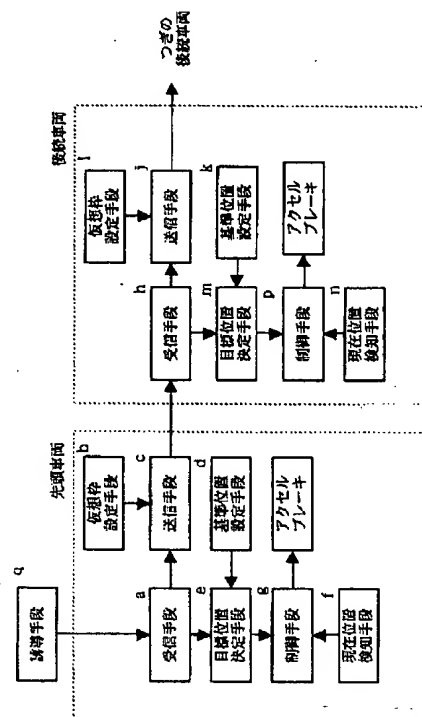 q
誘導手段
先頭車両
b
仮想枠
設定手段
a
受信手段
c
送信手段
e
目標位置
決定手段
d
基準位置
設定手段
g
制御手段
アクセル
ブレーキ
f
現在位置
検知手段
後続車両
i
仮想枠
設定手段
h
受信手段
j
送信手段
つぎの
後続車両
m
目標位置
決定手段
k
基準位置
設定手段
p
制御手段
アクセル
ブレーキ
n
現在位置
検知手段